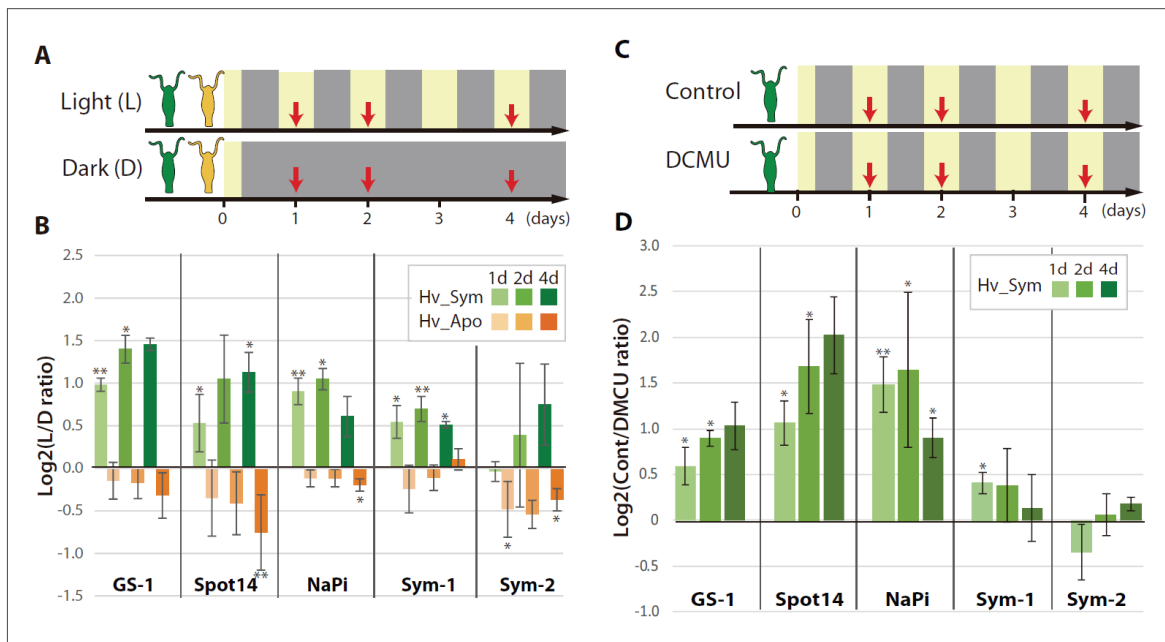 A
Light (L)
Dark (D)
0 1 2 3 4 (days)
B
2.5
2.0
1.5
1.0
0.5
0.0
-0.5
-1.0
-1.5
Log2(L/D ratio)
1d 2d 4d
Hv_Sym
Hv_Apo
** * * * ** * * * ** *
** * * *
GS-1 Spot14 NaPi Sym-1 Sym-2
C
Control
DCMU
0 1 2 3 4 (days)
D
3.0
2.5
2.0
1.5
1.0
0.5
0
-0.5
-1.0
Log2(Cont/DMCU ratio)
1d 2d 4d
Hv_Sym
* * * * ** * * *
GS-1 Spot14 NaPi Sym-1 Sym-2